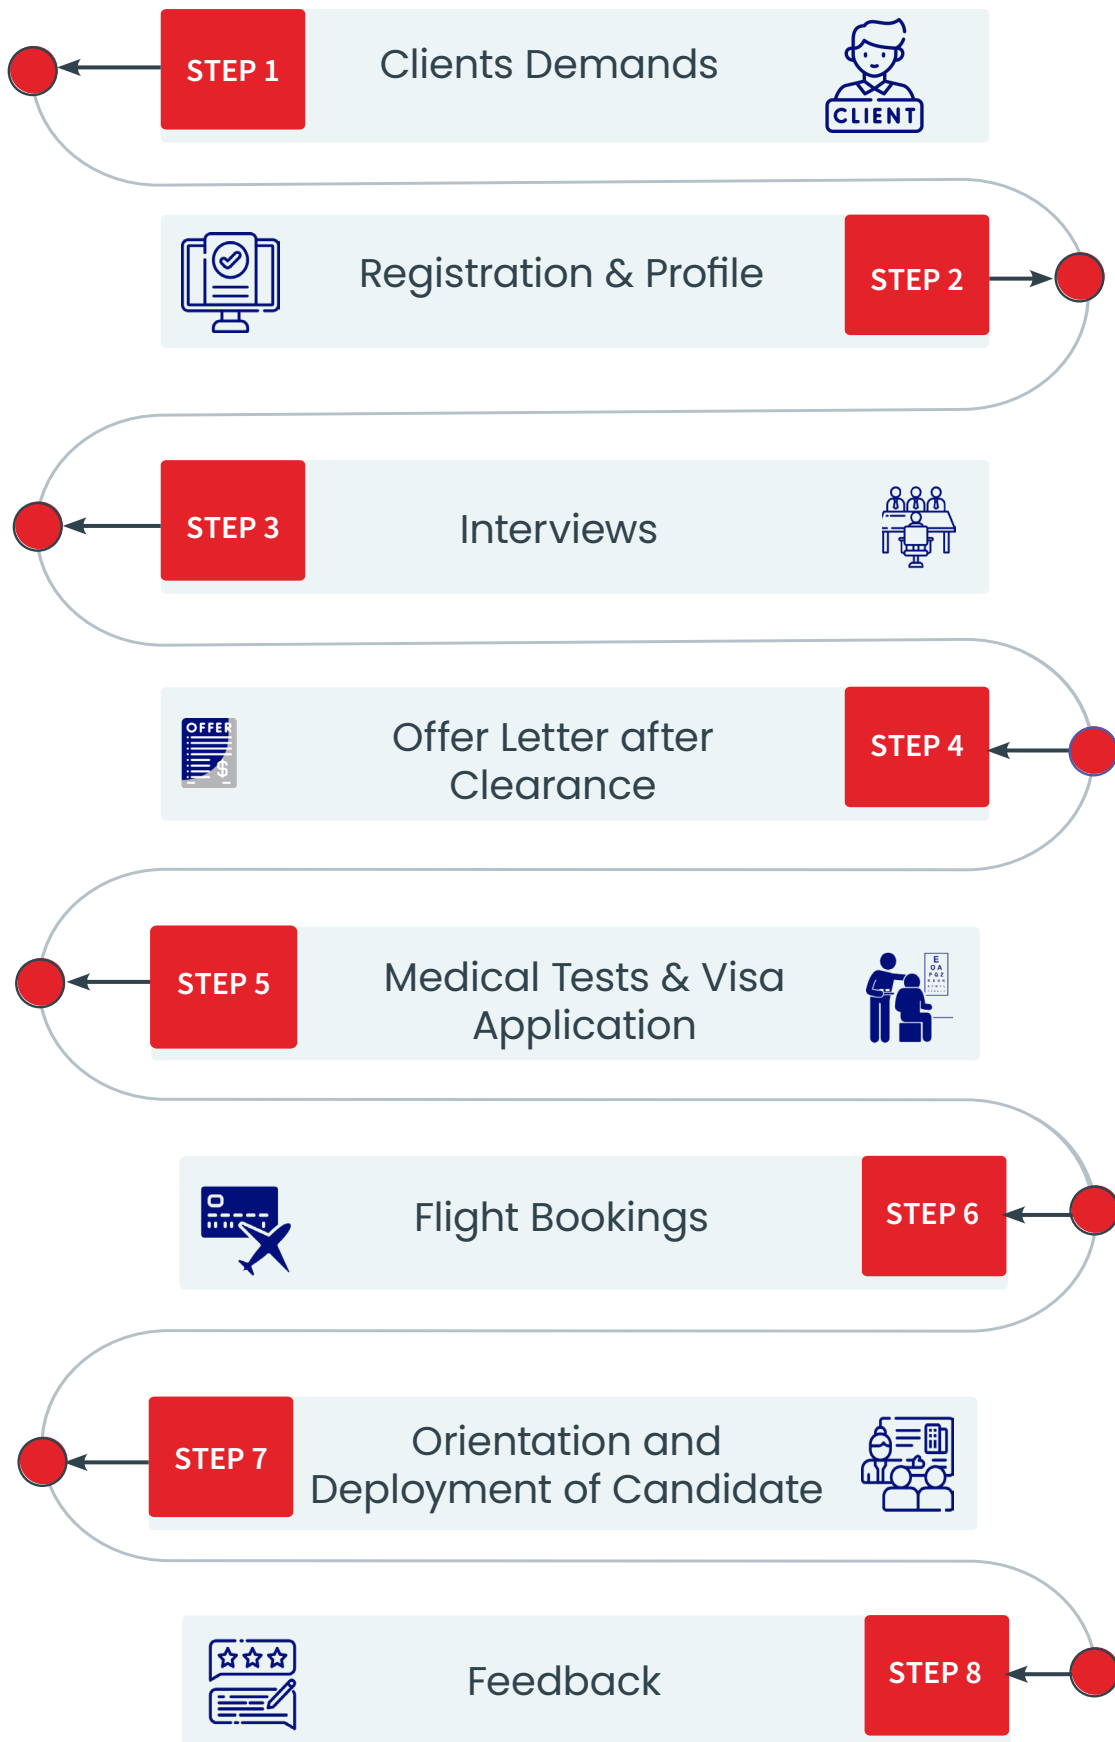 STEP 1
Clients Demands
CLIENT
Registration & Profile
STEP 2
STEP 3
Interviews
OFFER
$
Offer Letter after
Clearance
STEP 4
STEP 5
Medical Tests & Visa
Application
E
O A
P Q Z
Flight Bookings
STEP 6
STEP 7
Orientation and
Deployment of Candidate
Feedback
STEP 8